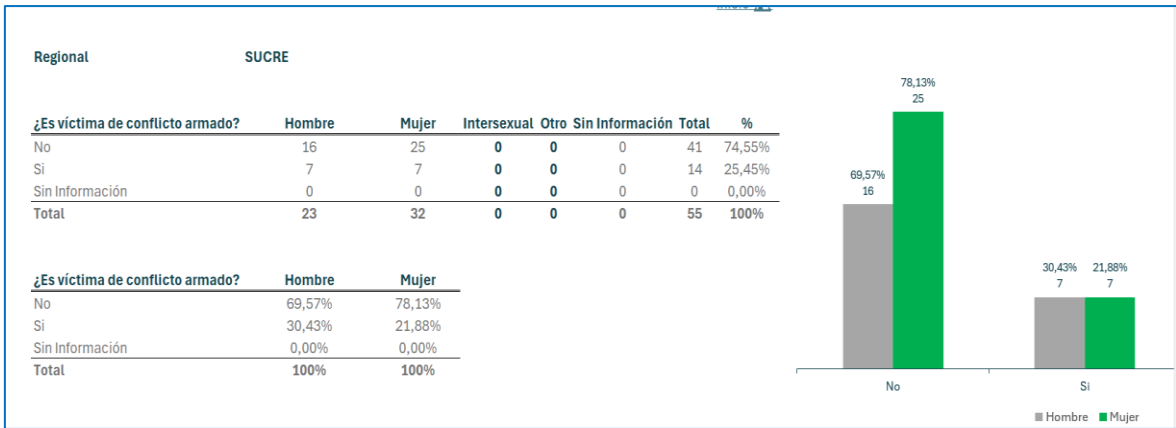 Regional SUCRE
¿Es víctima de conflicto armado? Hombre Mujer Intersexual Otro Sin Información Total %
No 16 25 0 0 0 41 74,55%
Si 7 7 0 0 0 14 25,45%
Sin Información 0 0 0 0 0 0 0,00%
Total 23 32 0 0 0 55 100%
¿Es víctima de conflicto armado? Hombre Mujer
No 69,57% 78,13%
Si 30,43% 21,88%
Sin Información 0,00% 0,00%
Total 100% 100%
78,13%
25
69,57%
16
30,43% 21,88%
7 7
No Si
Hombre Mujer